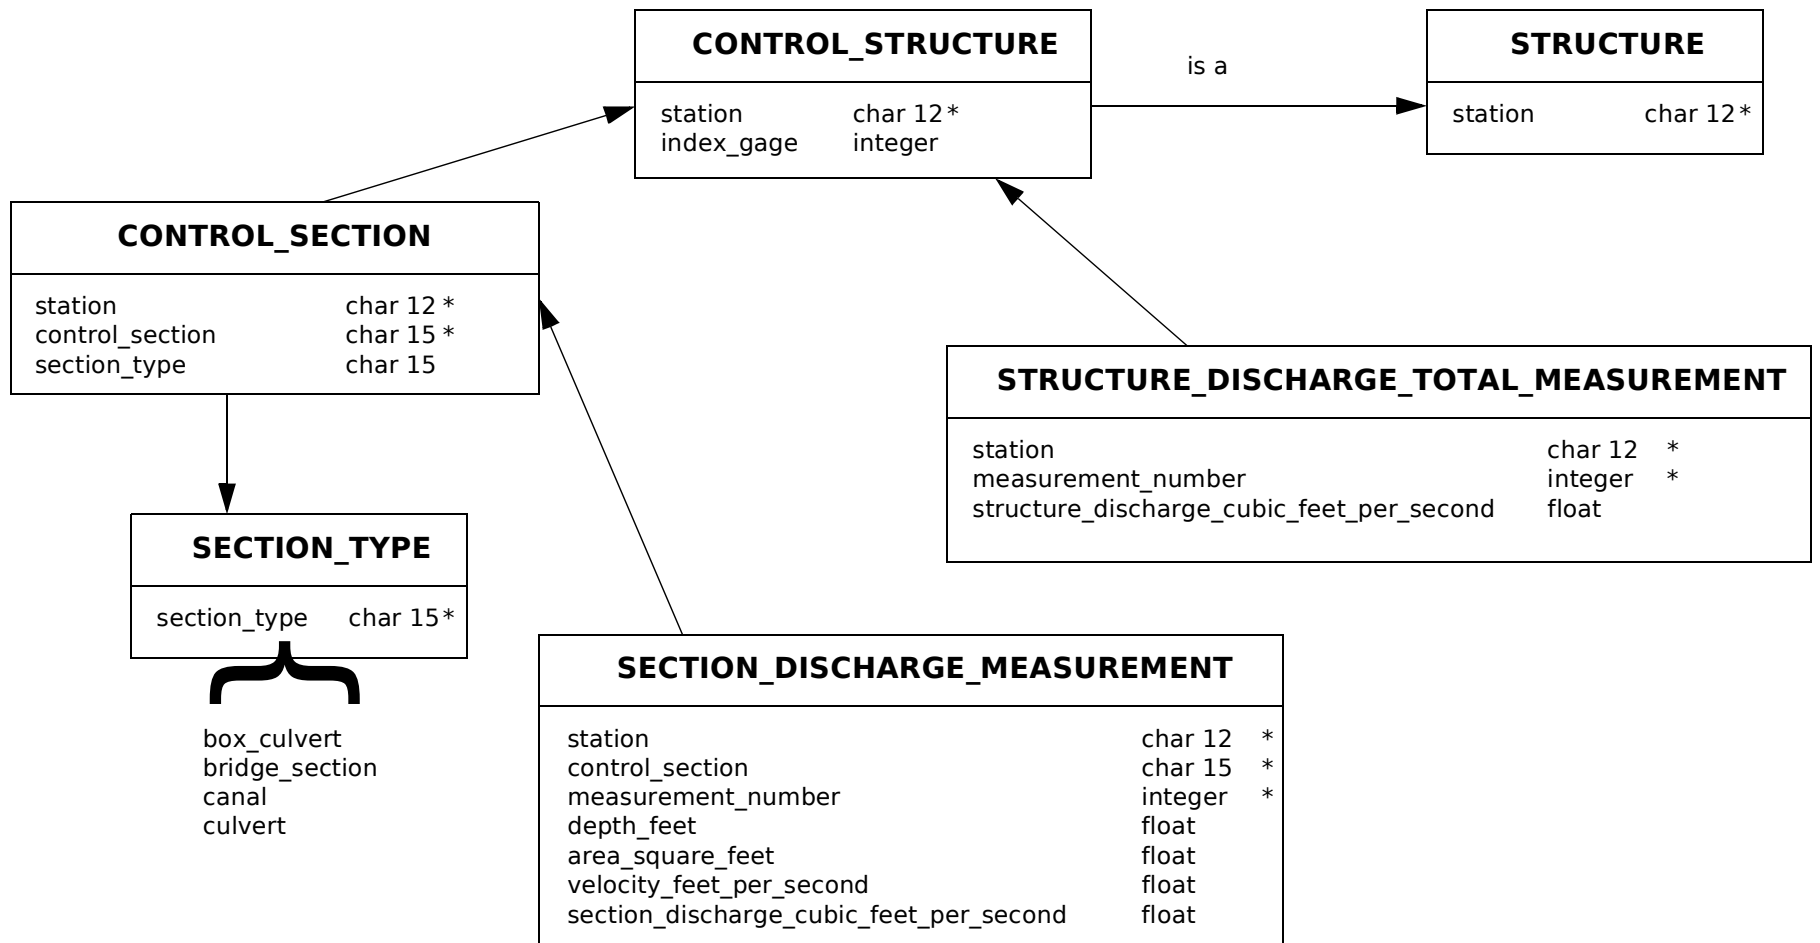 CONTROL_STRUCTURE
station char 12*
index_gage integer
is a
STRUCTURE
station char 12*
CONTROL_SECTION
station char 12 *
control_section char 15 *
section_type char 15
STRUCTURE_DISCHARGE_TOTAL_MEASUREMENT
station char 12 *
measurement_number integer *
structure_discharge_cubic_feet_per_second float
SECTION_TYPE
section_type char 15*
box_culvert
bridge_section
canal
culvert
SECTION_DISCHARGE_MEASUREMENT
station char 12 *
control_section char 15 *
measurement_number integer *
depth_feet float
area_square_feet float
velocity_feet_per_second float
section_discharge_cubic_feet_per_second float